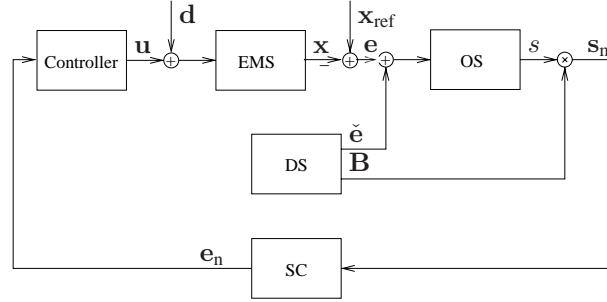 d
x_ref
u
x
e
s
s_n
Controller
+
EMS
-
+
+
OS
×
ě
B
DS
e_n
SC